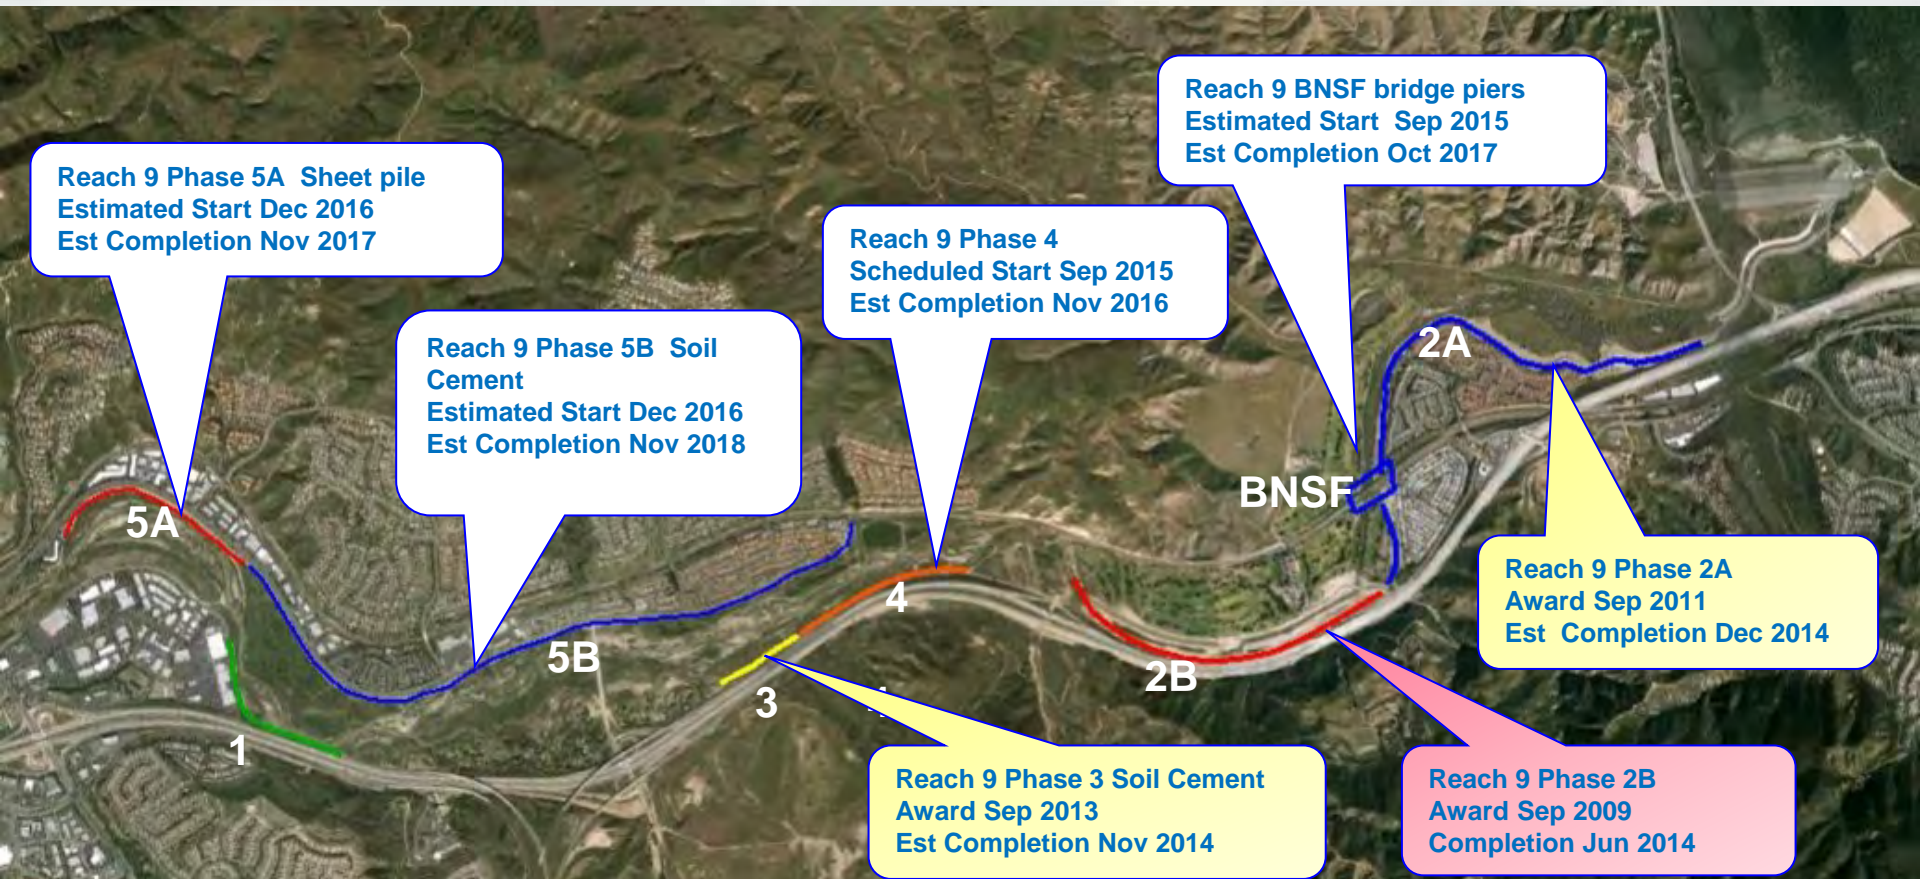 Reach 9 BNSF bridge piers
Estimated Start Sep 2015
Est Completion Oct 2017
Reach 9 Phase 5A Sheet pile
Estimated Start Dec 2016
Est Completion Nov 2017
Reach 9 Phase 4
Scheduled Start Sep 2015
Est Completion Nov 2016
Reach 9 Phase 5B Soil
Cement
Estimated Start Dec 2016
Est Completion Nov 2018
2A
BNSF
5A
4
5B
2B
3
1
Reach 9 Phase 2A
Award Sep 2011
Est Completion Dec 2014
Reach 9 Phase 3 Soil Cement
Award Sep 2013
Est Completion Nov 2014
Reach 9 Phase 2B
Award Sep 2009
Completion Jun 2014